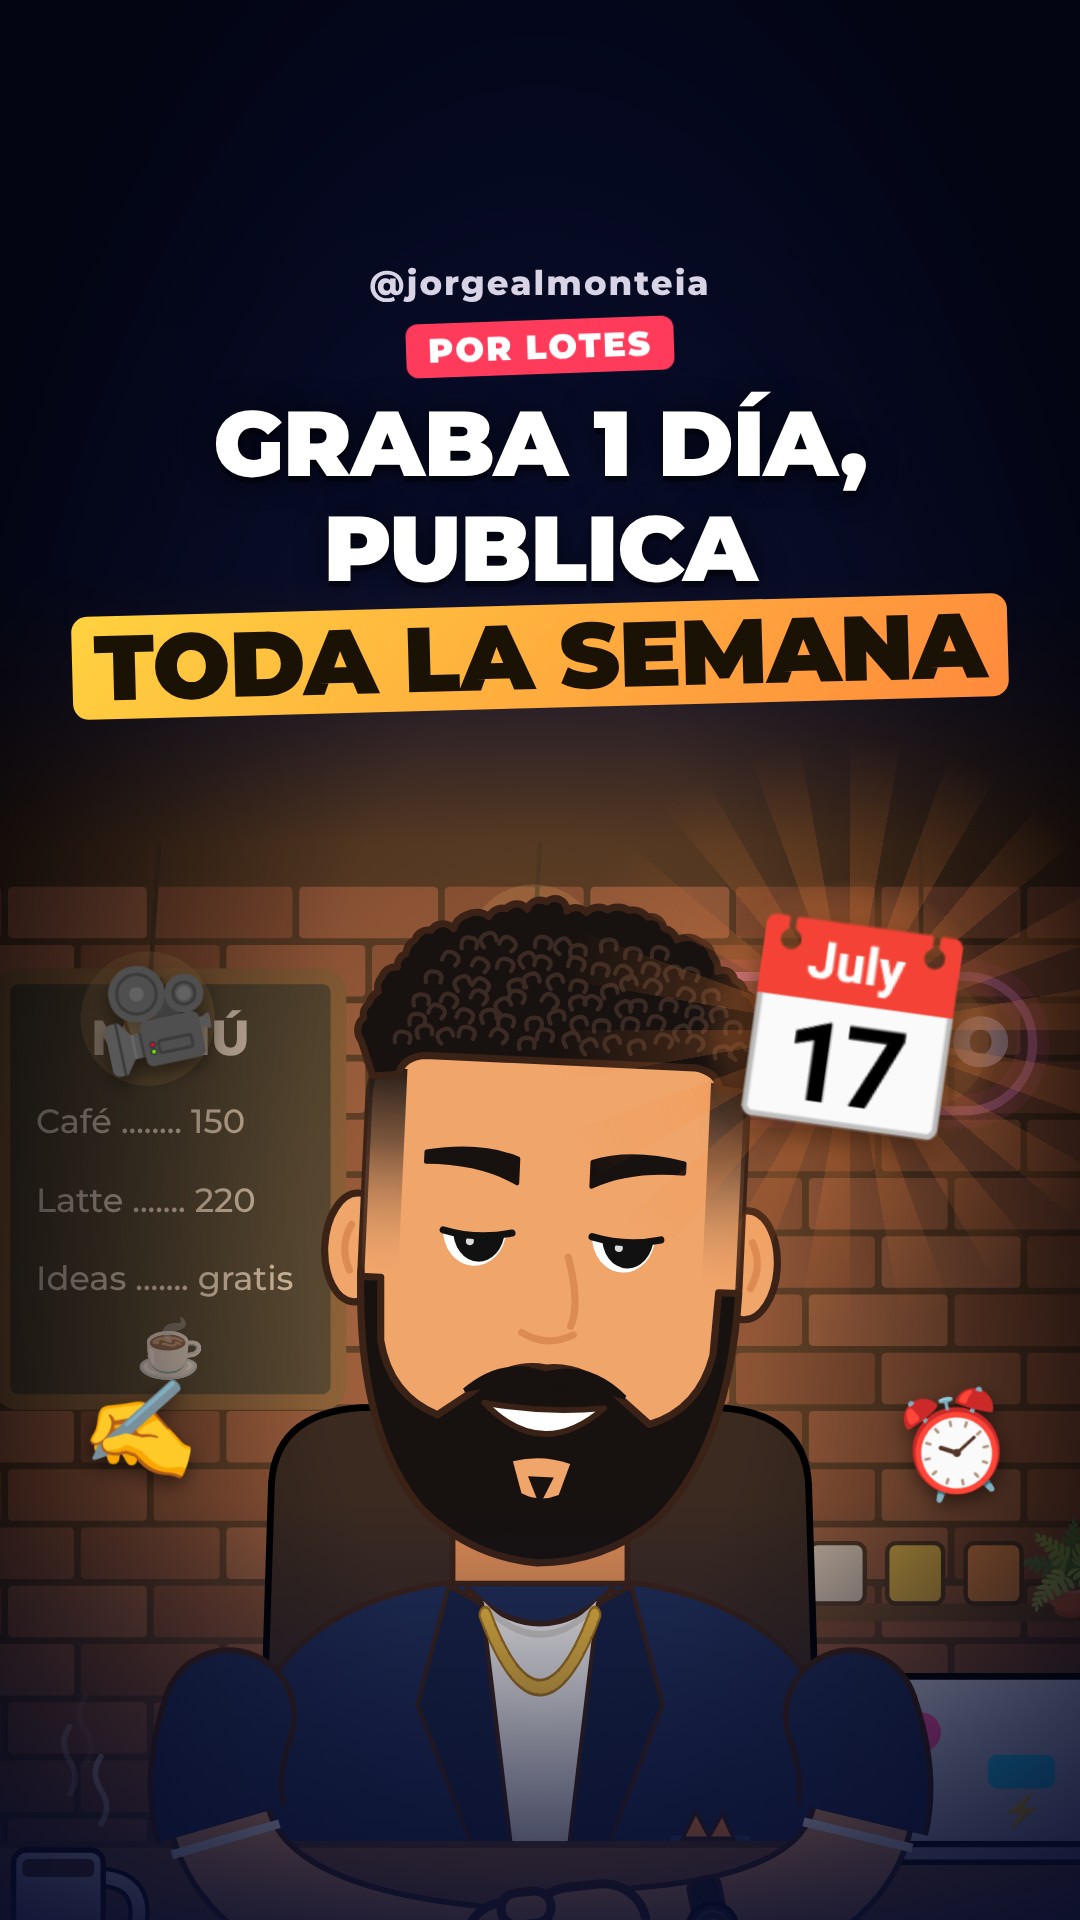 @jorgealmonteia
POR LOTES
GRABA 1 DÍA,
PUBLICA
TODA LA SEMANA
July
17
Café ........ 150
Latte ....... 220
Ideas ....... gratis